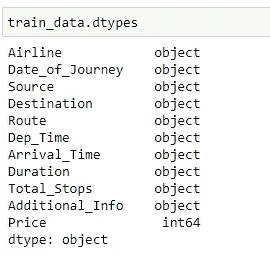 train_data.dtypes
Airline object
Date_of_Journey object
Source object
Destination object
Route object
Dep_Time object
Arrival_Time object
Duration object
Total_Stops object
Additional_Info object
Price int64
dtype: object